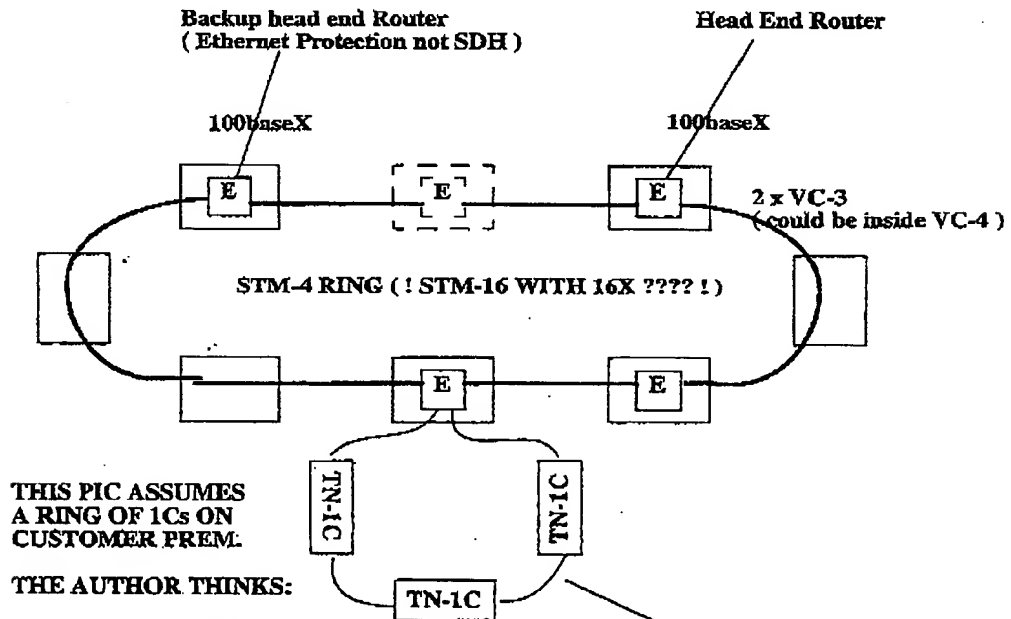 Backup head end Router
( Ethernet Protection not SDH )
Head End Router
100baseX
100baseX
E
E
E
2 x VC-3
( could be inside VC-4 )
STM-4 RING ( ! STM-16 WITH 16X ???? ! )
E
E
TN-1C
TN-1C
THIS PIC ASSUMES
A RING OF 1Cs ON
CUSTOMER PREM.
THE AUTHOR THINKS:
TN-1C